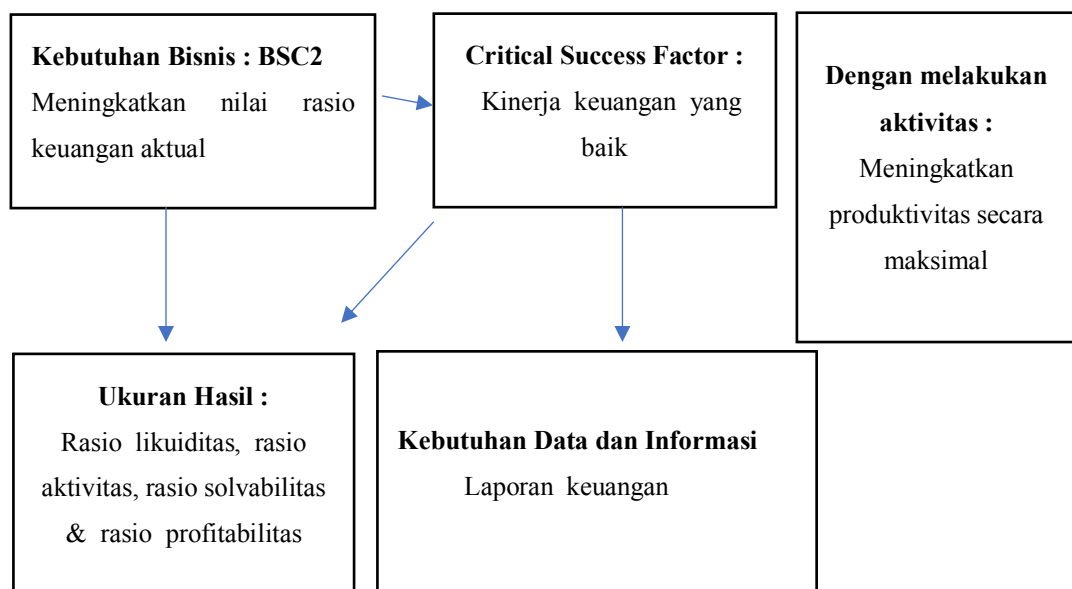 Kebutuhan Bisnis : BSC2
Meningkatkan nilai rasio
keuangan aktual
Critical Success Factor :
Kinerja keuangan yang
baik
Dengan melakukan
aktivitas :
Meningkatkan
produktivitas secara
maksimal
Ukuran Hasil :
Rasio likuiditas, rasio
aktivitas, rasio solvabilitas
& rasio profitabilitas
Kebutuhan Data dan Informasi
Laporan keuangan